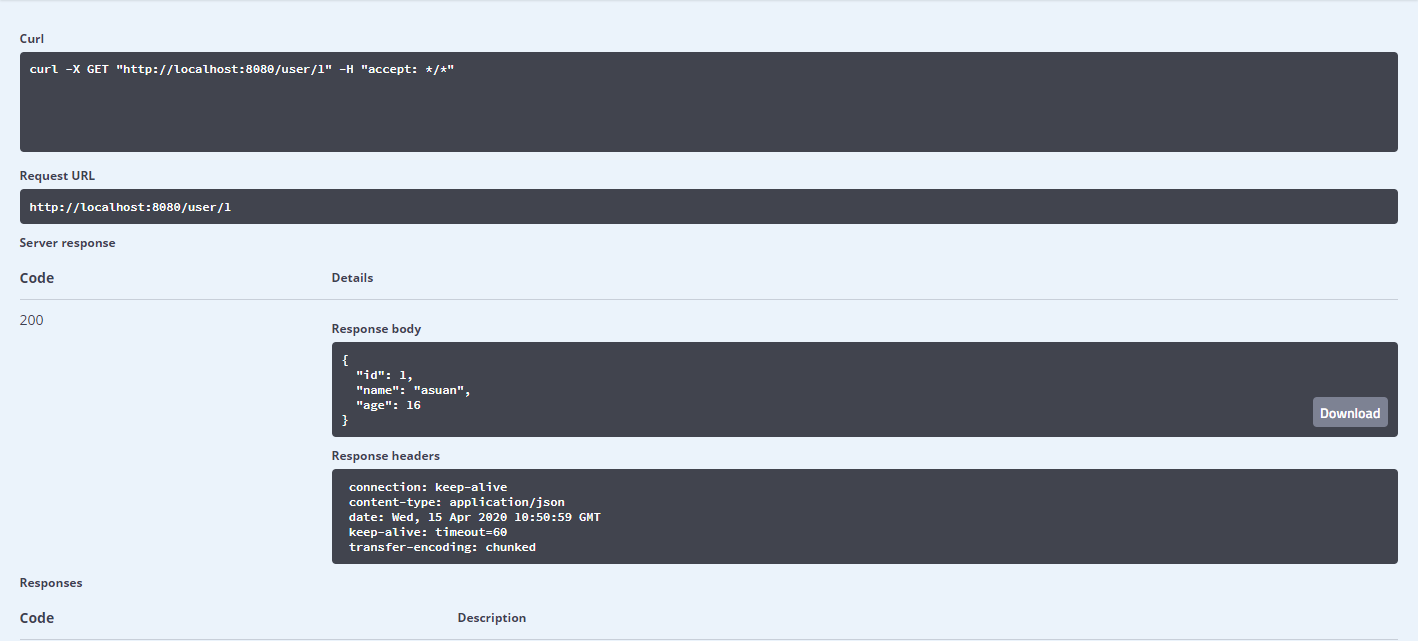 Curl
curl -X GET "http://localhost:8080/user/1" -H "accept: */*"
Request URL
http://localhost:8080/user/1
Server response
Code Details
200
Response body
{
  "id": 1,
  "name": "asuan",
  "age": 16
}
Download
Response headers
connection: keep-alive
content-type: application/json
date: Wed, 15 Apr 2020 10:50:59 GMT
keep-alive: timeout=60
transfer-encoding: chunked
Responses
Code Description